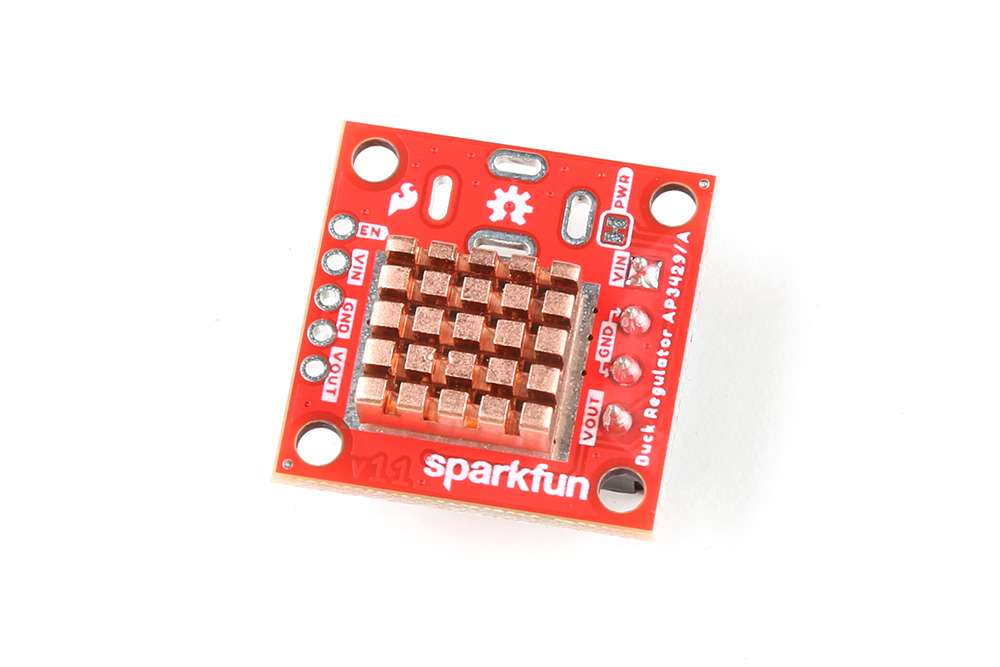 PWR
EN
VIN
GND
VOUT
VIN
GND
VOUT
Buck Regulator AP3429/A
v11
sparkfun